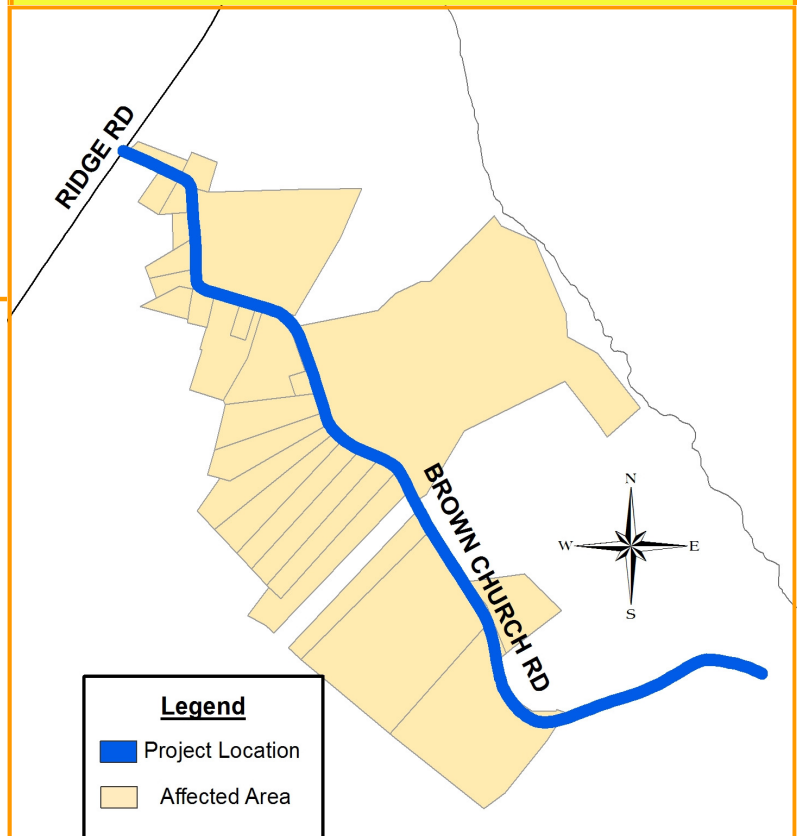 RIDGE RD
BROWN CHURCH RD
N
W
E
S
Legend
Project Location
Affected Area